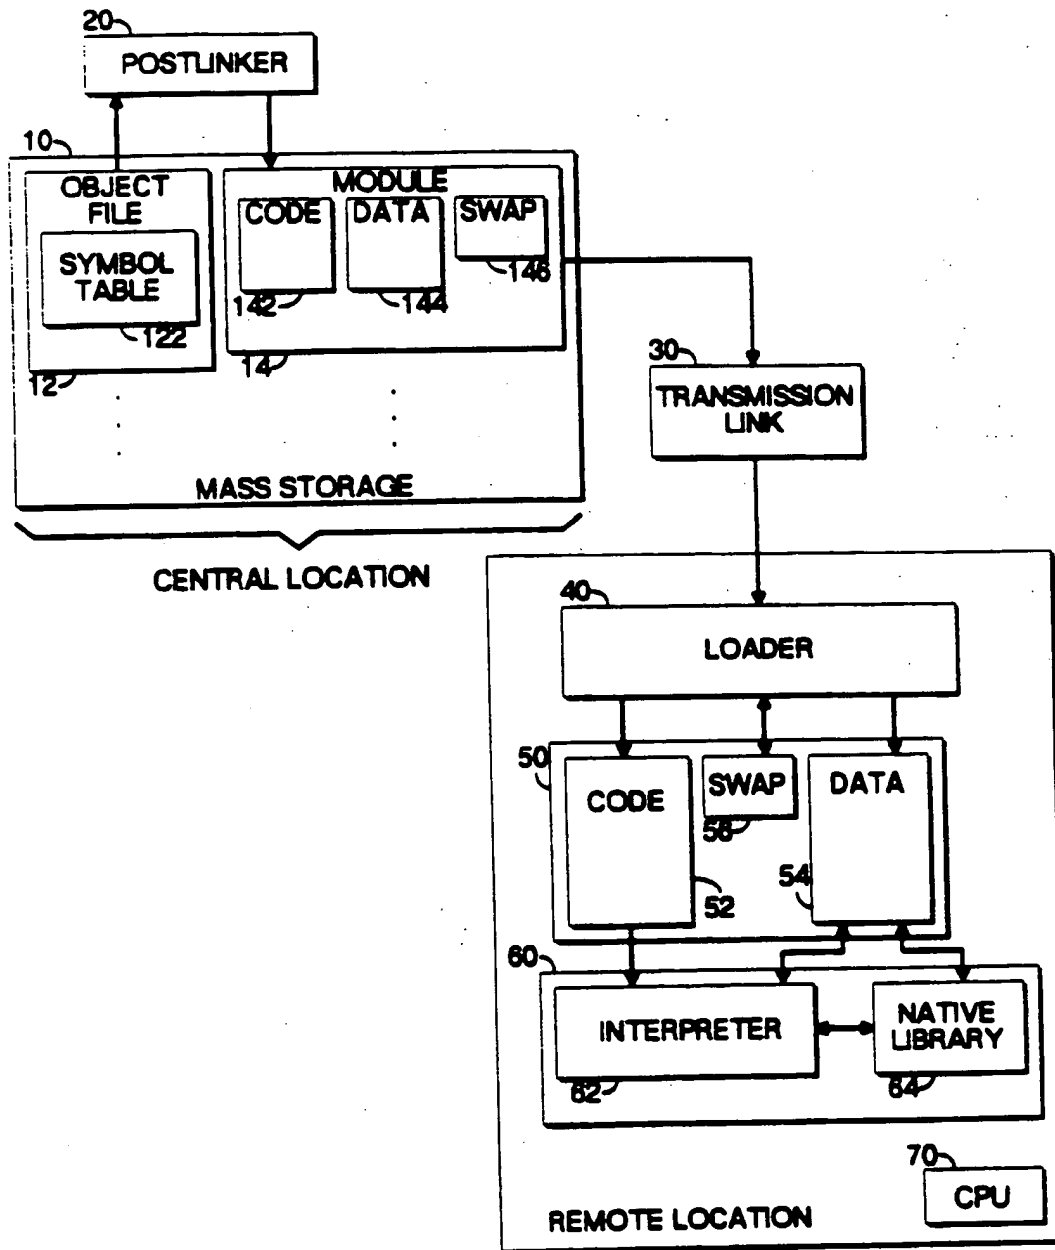 20
POSTLINKER
10
OBJECT
FILE
SYMBOL
TABLE
122
12
MODULE
CODE
142
DATA
144
SWAP
146
14
MASS STORAGE
CENTRAL LOCATION
30
TRANSMISSION
LINK
40
LOADER
50
CODE
52
SWAP
56
DATA
54
60
INTERPRETER
62
NATIVE
LIBRARY
64
70
CPU
REMOTE LOCATION